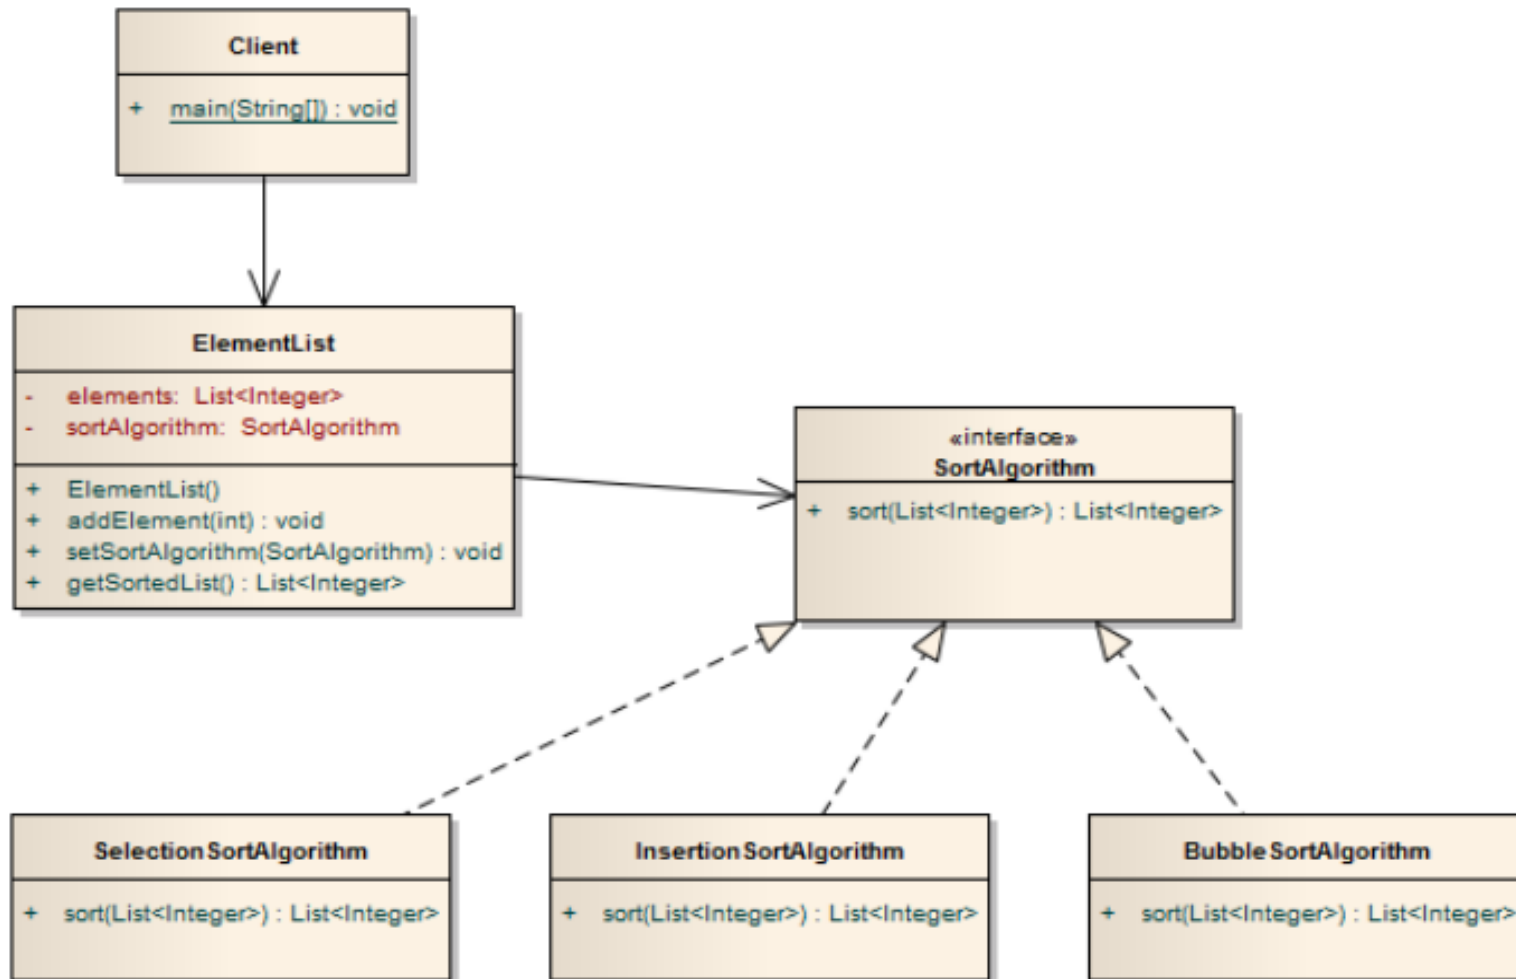 Client
+ main(String[]) : void
ElementList
- elements: List<Integer>
- sortAlgorithm: SortAlgorithm
+ ElementList()
+ addElement(int) : void
+ setSortAlgorithm(SortAlgorithm) : void
+ getSortedList() : List<Integer>
«interface»
SortAlgorithm
+ sort(List<Integer>) : List<Integer>
SelectionSortAlgorithm
+ sort(List<Integer>) : List<Integer>
InsertionSortAlgorithm
+ sort(List<Integer>) : List<Integer>
BubbleSortAlgorithm
+ sort(List<Integer>) : List<Integer>